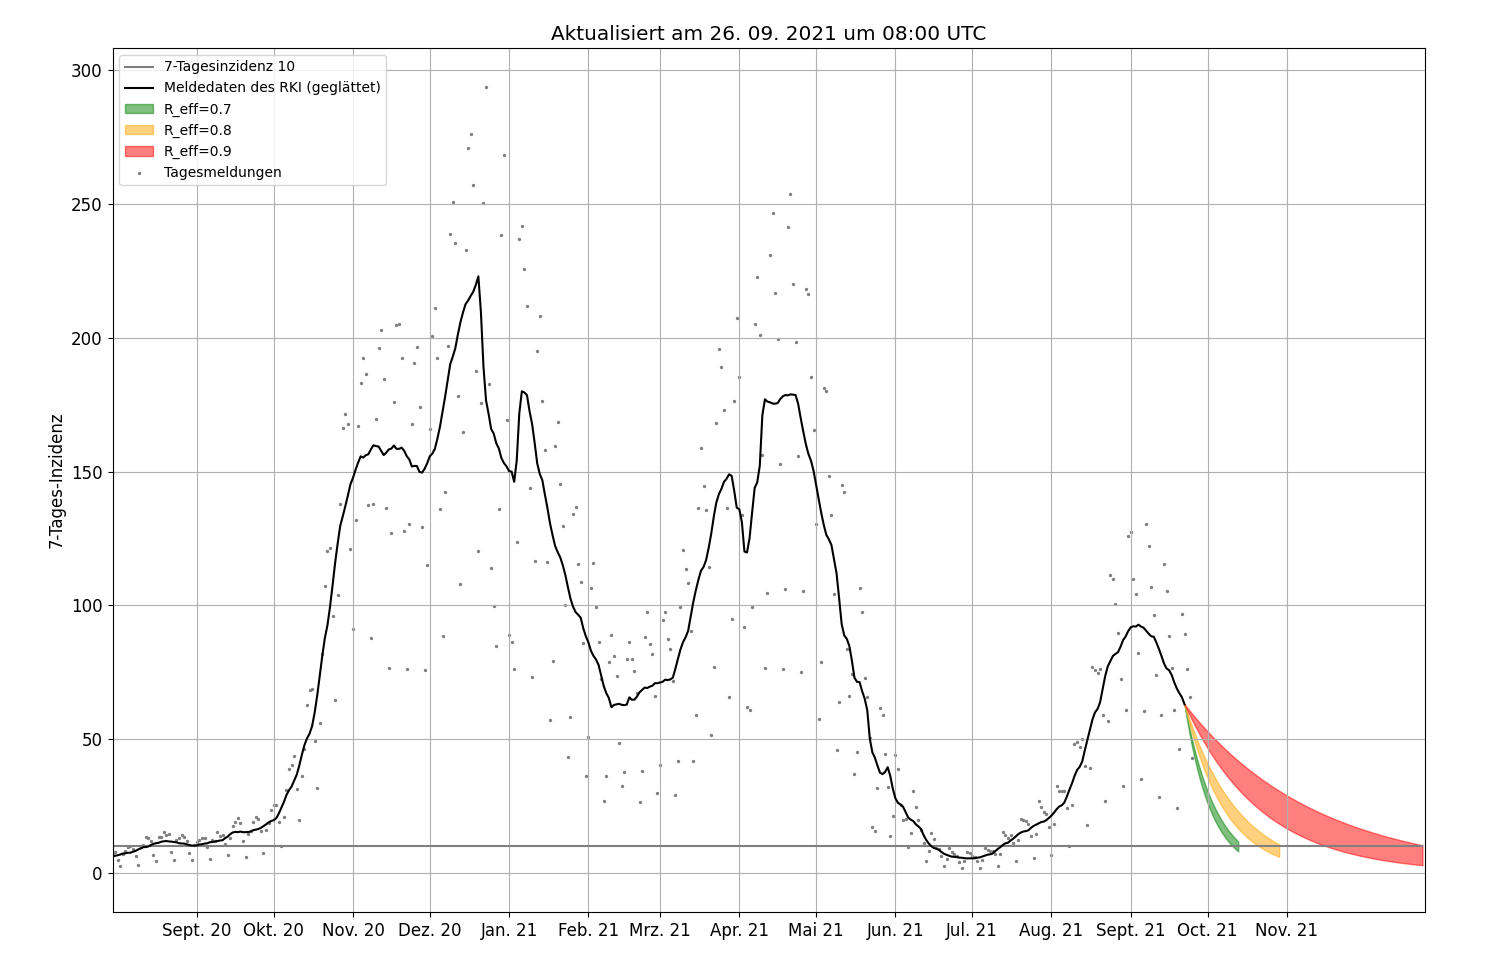 Aktualisiert am 26. 09. 2021 um 08:00 UTC
7-Tagesinzidenz 10
Meldedaten des RKI (geglättet)
R_eff=0.7
R_eff=0.8
R_eff=0.9
Tagesmeldungen
7-Tages-Inzidenz
300
250
200
150
100
50
0
Sept. 20 Okt. 20 Nov. 20 Dez. 20 Jan. 21 Feb. 21 Mrz. 21 Apr. 21 Mai 21 Jun. 21 Jul. 21 Aug. 21 Sept. 21 Oct. 21 Nov. 21